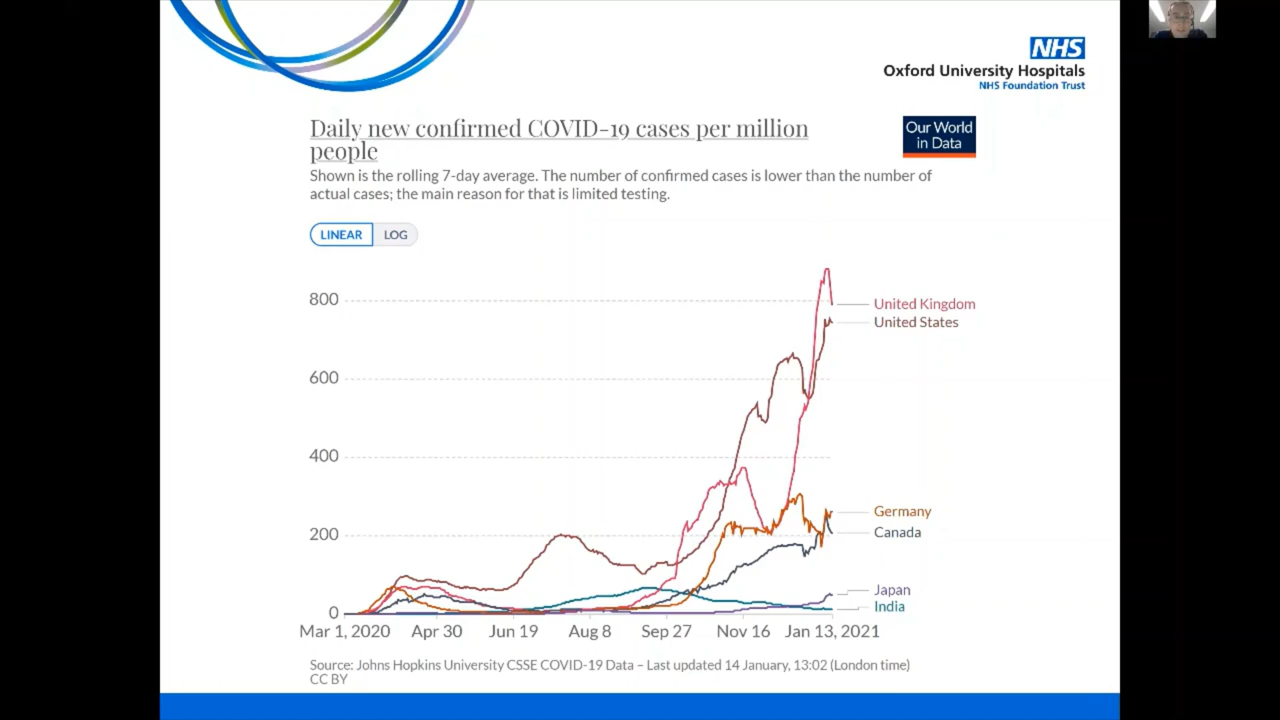 NHS
Oxford University Hospitals
NHS Foundation Trust
Daily new confirmed COVID-19 cases per million
people
Our World
in Data
Shown is the rolling 7-day average. The number of confirmed cases is lower than the number of
actual cases; the main reason for that is limited testing.
LINEAR LOG
800
United Kingdom
United States
600
400
Germany
200
Canada
Japan
India
0
Mar 1, 2020 Apr 30 Jun 19 Aug 8 Sep 27 Nov 16 Jan 13, 2021
Source: Johns Hopkins University CSSE COVID-19 Data – Last updated 14 January, 13:02 (London time)
CC BY